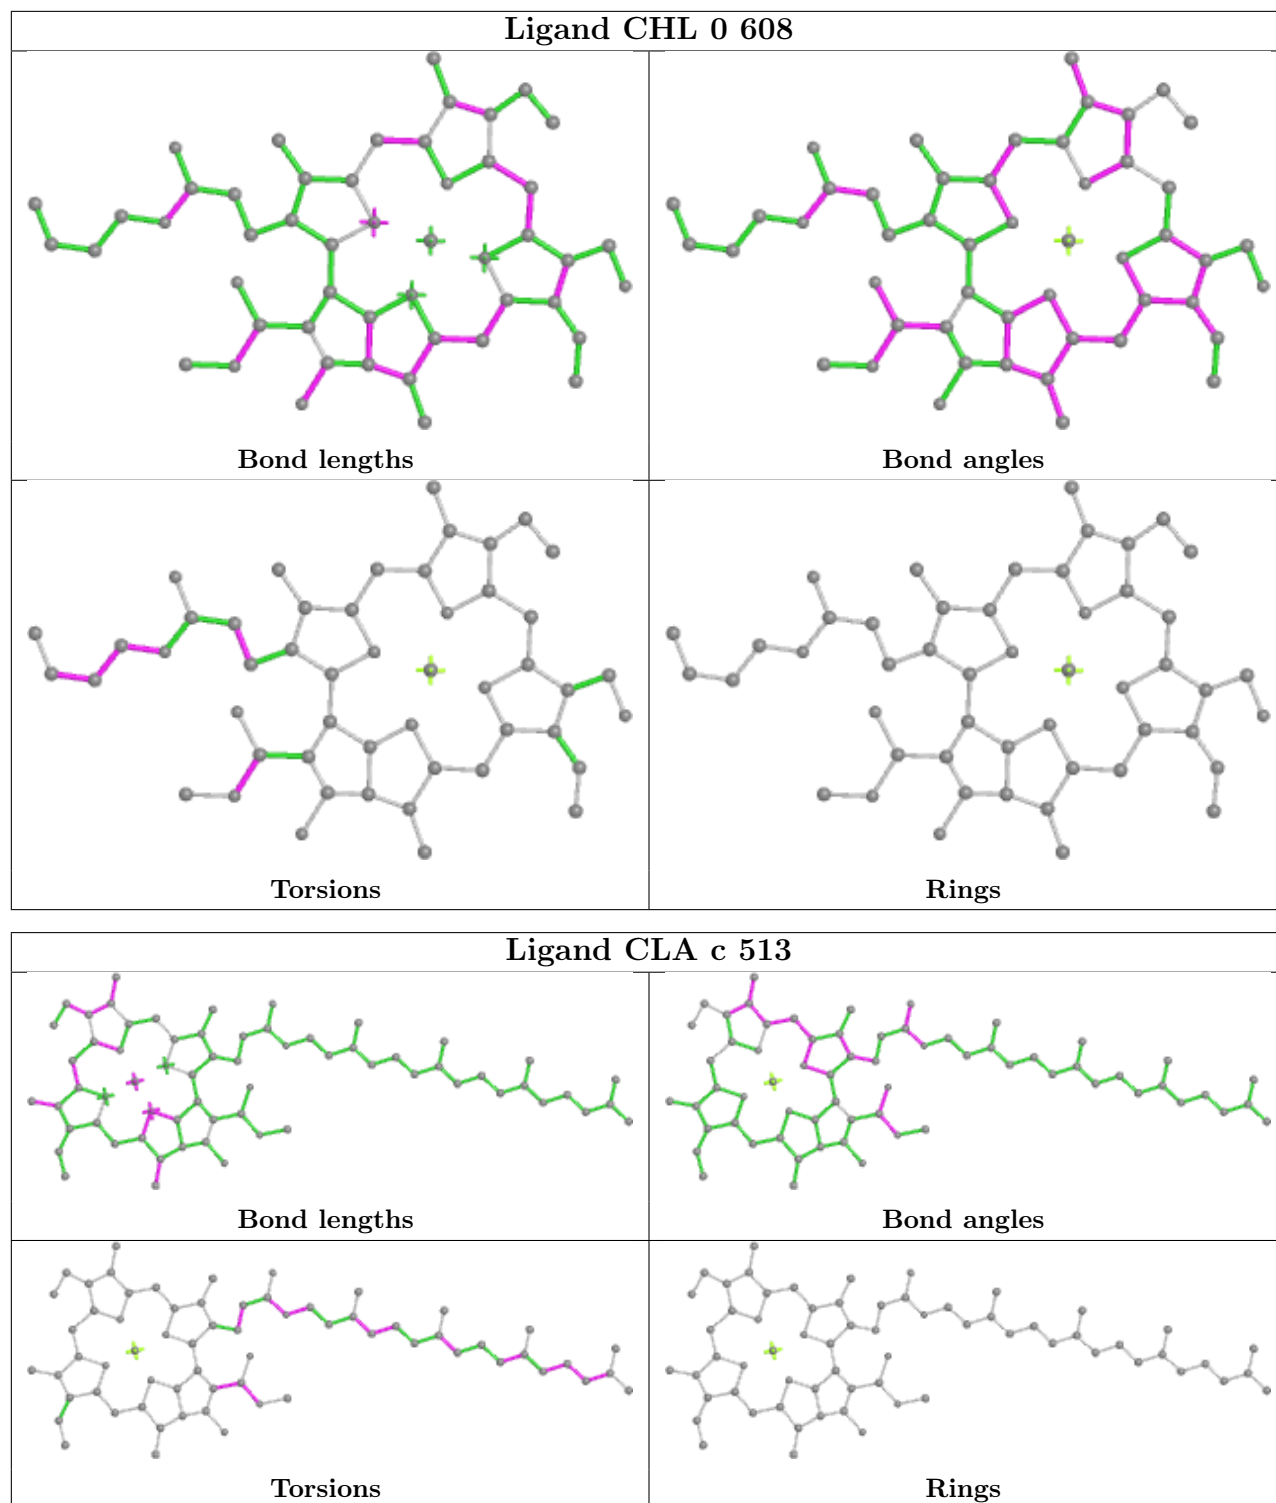 Ligand CHL 0 608
Bond lengths
Bond angles
Torsions
Rings
Ligand CLA c 513
Bond lengths
Bond angles
Torsions
Rings